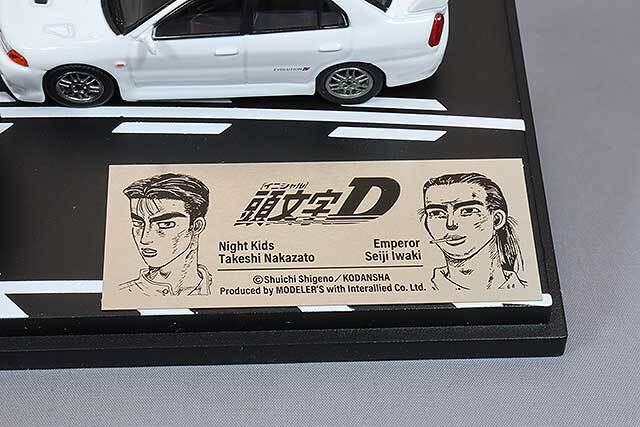 EVOLUTION IV
[イニシャル]
頭文字D
Night Kids
Takeshi Nakazato
Emperor
Seiji Iwaki
©Shuichi Shigeno／KODANSHA
Produced by MODELER'S with Interallied Co. Ltd.